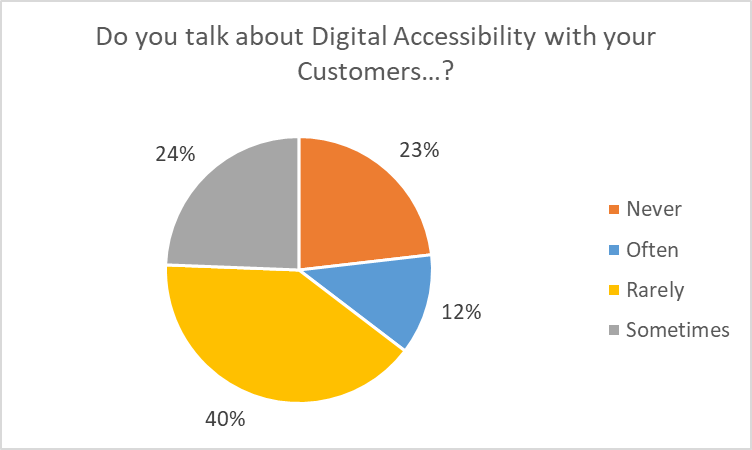 Do you talk about Digital Accessibility with your
Customers…?
24%
23%
12%
40%
Never
Often
Rarely
Sometimes